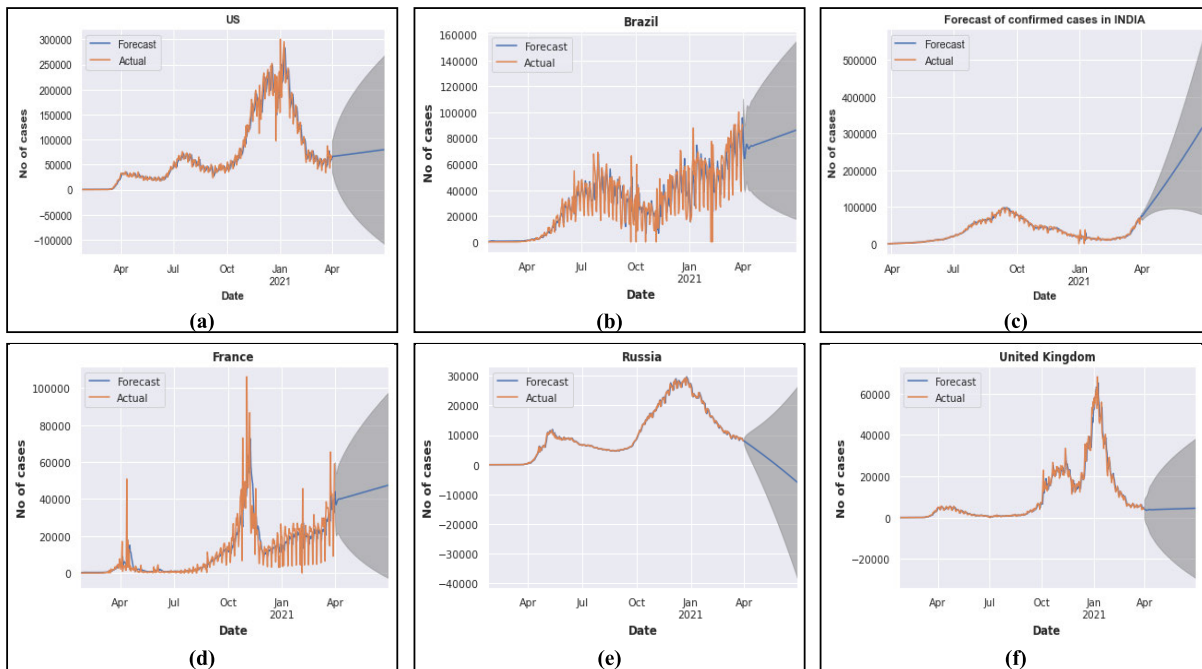 US
No of cases
300000
250000
200000
150000
100000
50000
0
−50000
−100000
Forecast
Actual
Apr
Jul
Oct
Jan
2021
Apr
Date
(a)
Brazil
No of cases
160000
140000
120000
100000
80000
60000
40000
20000
0
Forecast
Actual
Apr
Jul
Oct
Jan
2021
Apr
Date
(b)
Forecast of confirmed cases in INDIA
No of cases
500000
400000
300000
200000
100000
0
Forecast
Actual
Apr
Jul
Oct
Jan
2021
Apr
Date
(c)
France
No of cases
100000
80000
60000
40000
20000
0
Forecast
Actual
Apr
Jul
Oct
Jan
2021
Apr
Date
(d)
Russia
No of cases
30000
20000
10000
0
−10000
−20000
−30000
−40000
Forecast
Actual
Apr
Jul
Oct
Jan
2021
Apr
Date
(e)
United Kingdom
No of cases
60000
40000
20000
0
−20000
Forecast
Actual
Apr
Jul
Oct
Jan
2021
Apr
Date
(f)